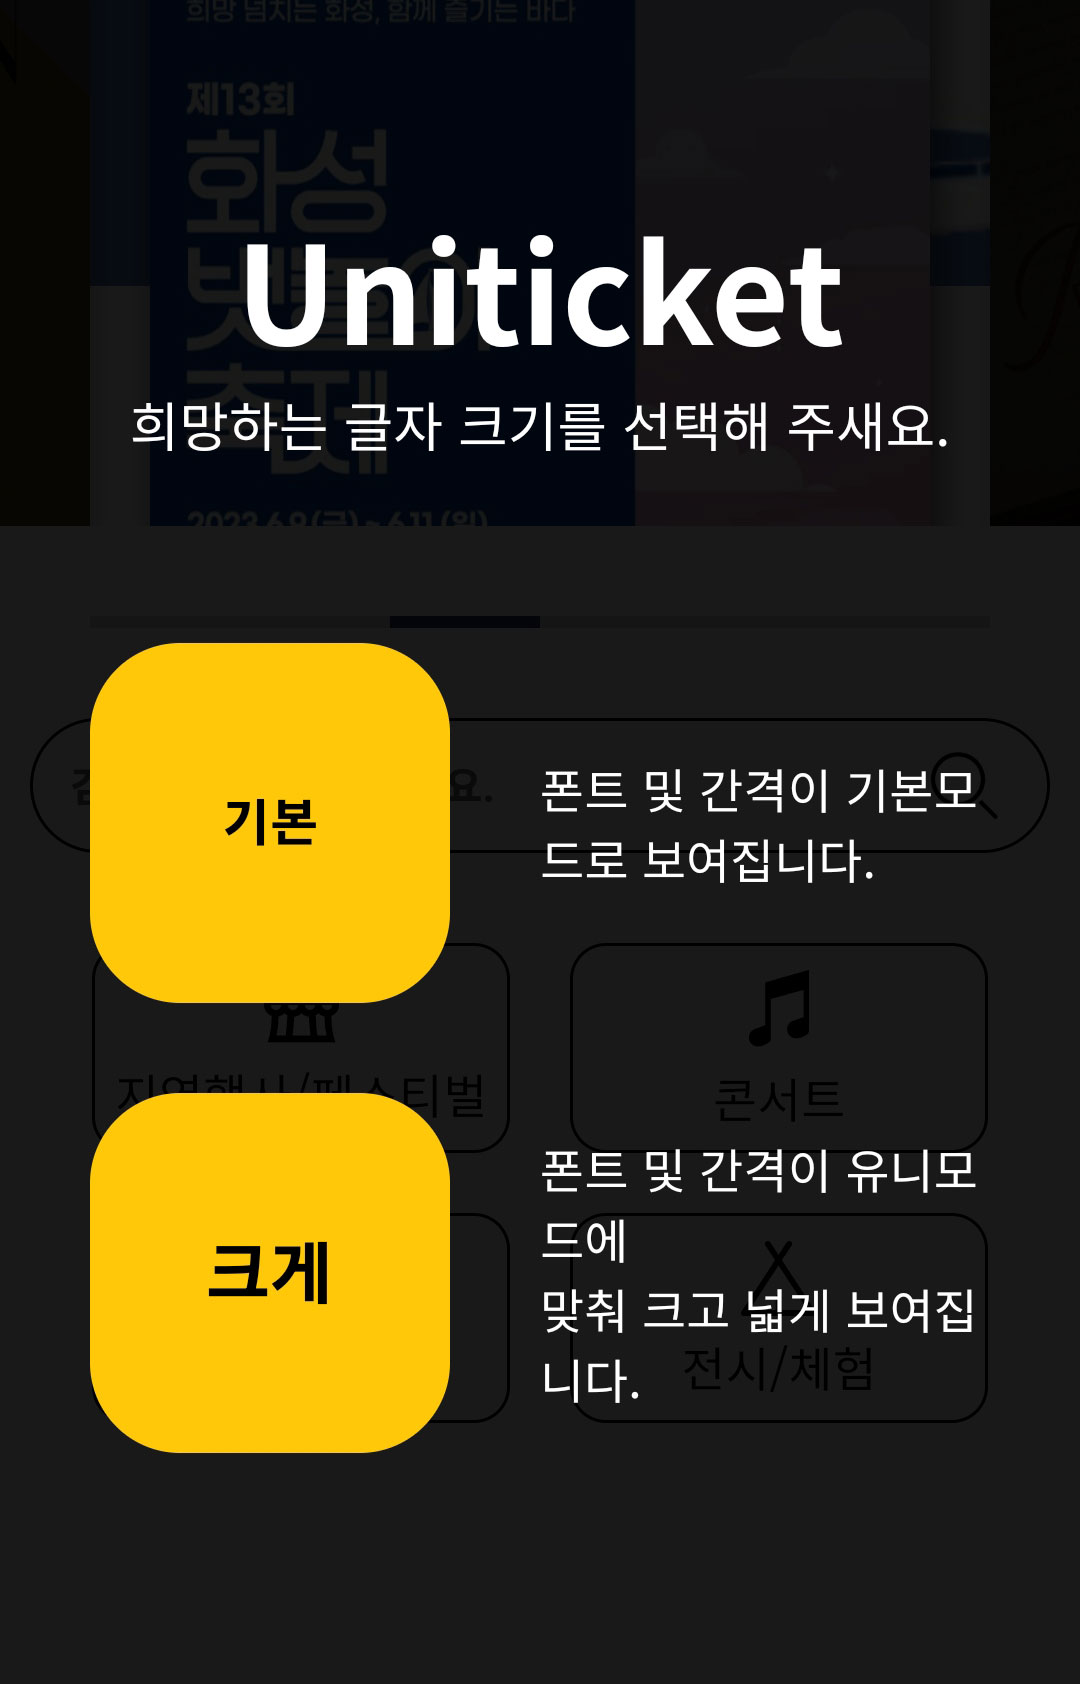 희망 넘치는 화성, 함께 즐기는 바다
제13회
화성
뱃놀이
축제
2023.6.9(금) ~ 6.11(일)
Uniticket
희망하는 글자 크기를 선택해 주새요.
요.
기본
폰트 및 간격이 기본모
드로 보여집니다.
지역행사/페스티벌
콘서트
크게
폰트 및 간격이 유니모
드에
맞춰 크고 넓게 보여집
니다.
전시/체험